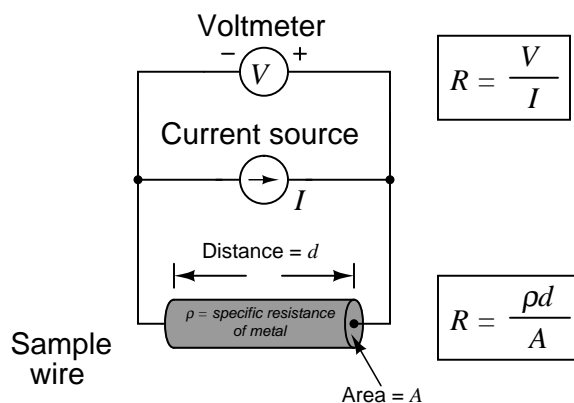 Voltmeter
− +
V
R = V / I
Current source
I
Distance = d
ρ = specific resistance
of metal
R = ρd / A
Sample
wire
Area = A